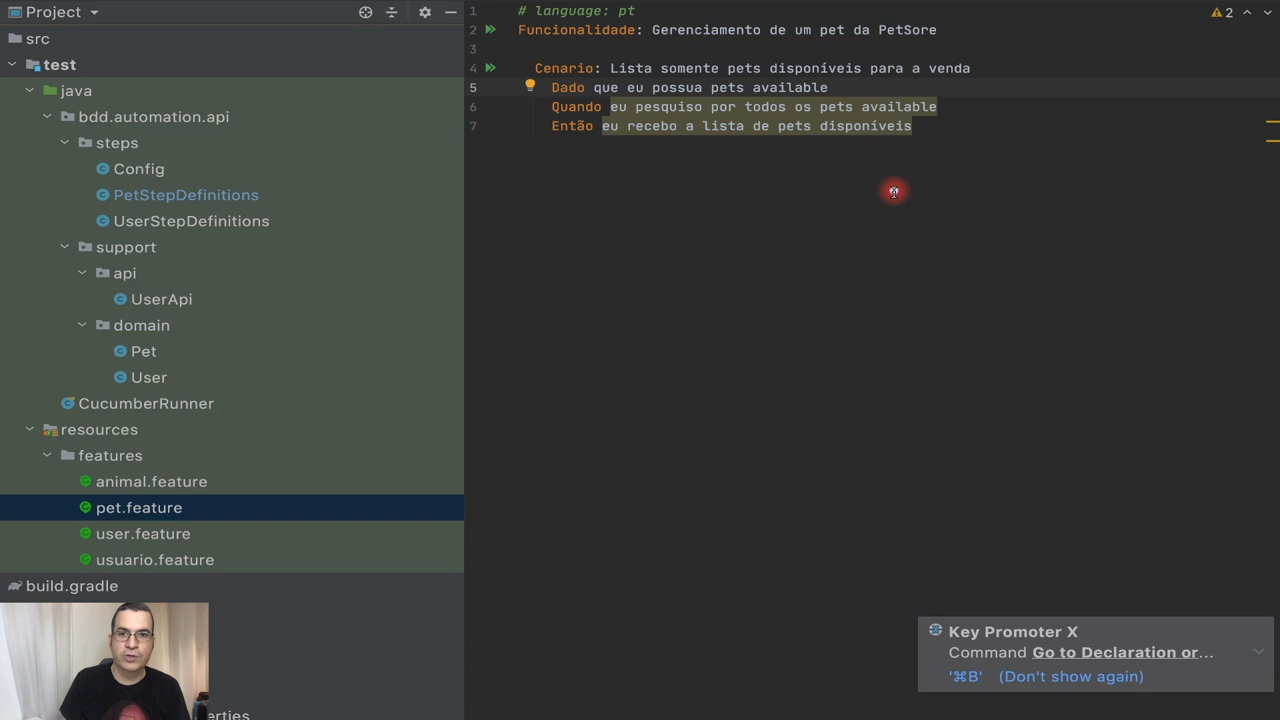 Project
src
test
java
bdd.automation.api
steps
Config
PetStepDefinitions
UserStepDefinitions
support
api
UserApi
domain
Pet
User
CucumberRunner
resources
features
animal.feature
pet.feature
user.feature
usuario.feature
build.gradle
erties
1 # language: pt
2 Funcionalidade: Gerenciamento de um pet da PetSore
3
4 Cenario: Lista somente pets disponíveis para a venda
5 Dado que eu possua pets available
6 Quando eu pesquiso por todos os pets available
7 Então eu recebo a lista de pets disponíveis
2
Key Promoter X
Command Go to Declaration or...
'⌘B' (Don't show again)